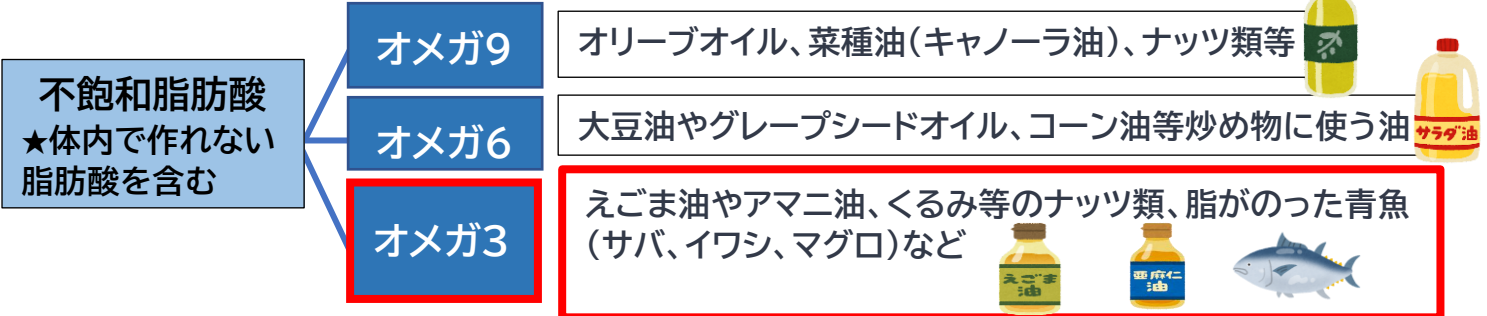 不飽和脂肪酸
★体内で作れない
脂肪酸を含む
オメガ9
オリーブオイル、菜種油(キャノーラ油)、ナッツ類等
オメガ6
大豆油やグレープシードオイル、コーン油等炒め物に使う油
サラダ油
オメガ3
えごま油やアマニ油、くるみ等のナッツ類、脂がのった青魚
(サバ、イワシ、マグロ)など
えごま
油
亜麻仁
油